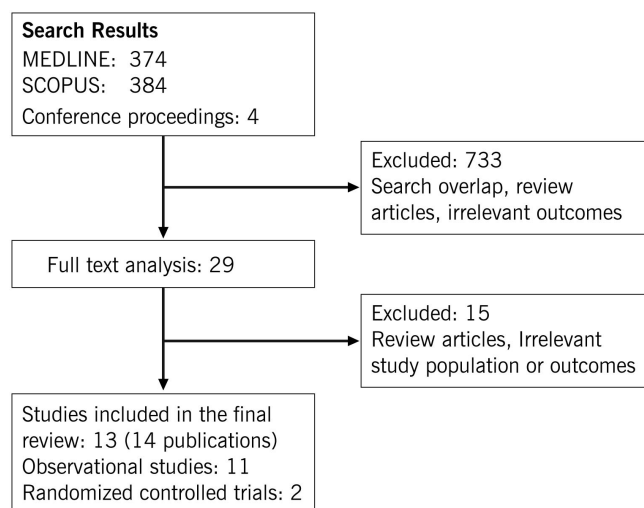 Search Results
MEDLINE: 374
SCOPUS: 384
Conference proceedings: 4
Excluded: 733
Search overlap, review
articles, irrelevant outcomes
Full text analysis: 29
Excluded: 15
Review articles, Irrelevant
study population or outcomes
Studies included in the final
review: 13 (14 publications)
Observational studies: 11
Randomized controlled trials: 2